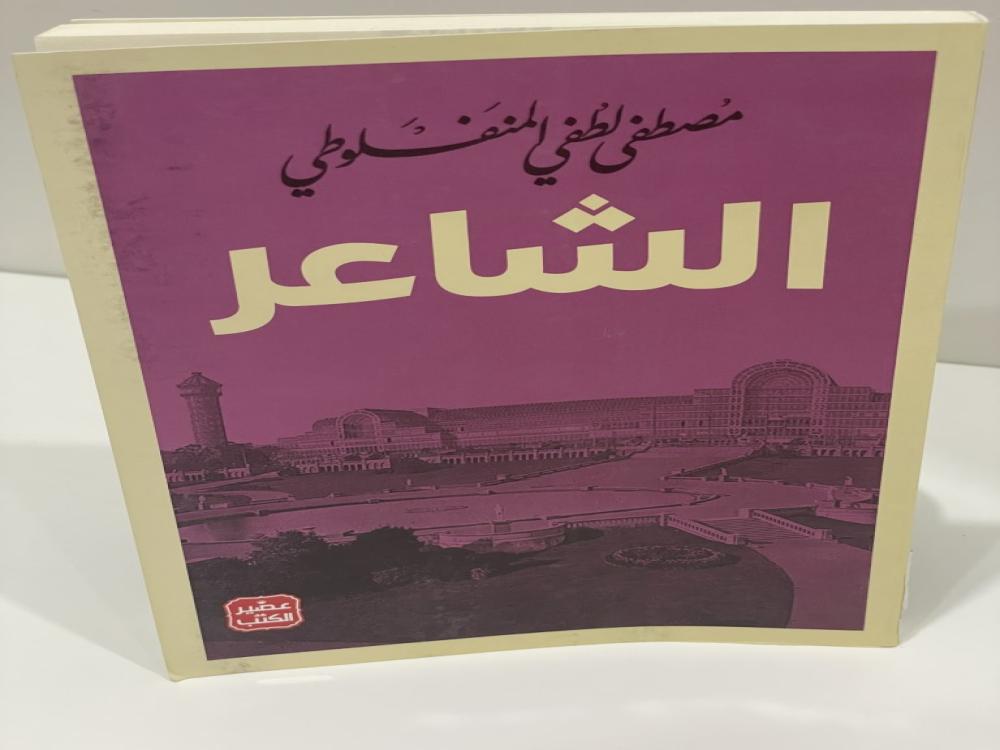 مصطفى لطفي المنفلوطي
الشاعر
عصير
الكتب